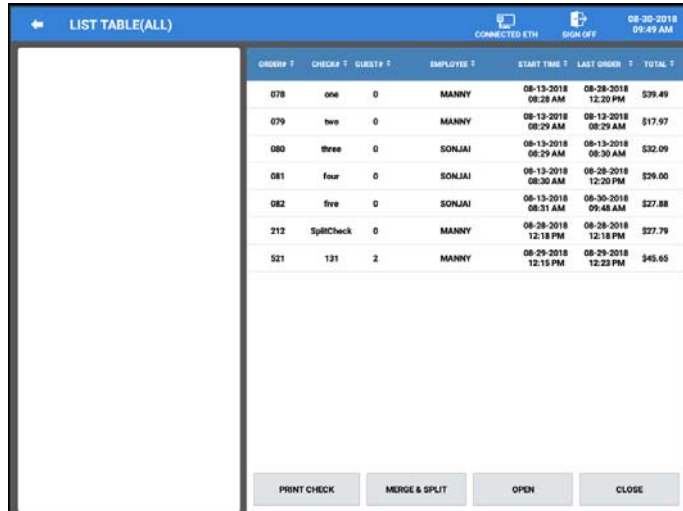 LIST TABLE(ALL)
CONNECTED ETH
SIGN OFF
08-30-2018
09:49 AM
ORDER# CHECK# GUEST# EMPLOYEE START TIME LAST ORDER TOTAL
078 one 0 MANNY 08-13-2018 08:28 AM 08-28-2018 12:20 PM $39.49
079 two 0 MANNY 08-13-2018 08:29 AM 08-13-2018 08:29 AM $17.97
080 three 0 SONJAI 08-13-2018 08:29 AM 08-13-2018 08:30 AM $32.09
081 four 0 SONJAI 08-13-2018 08:30 AM 08-28-2018 12:20 PM $29.00
082 five 0 SONJAI 08-13-2018 08:31 AM 08-30-2018 09:48 AM $27.88
212 SplitCheck 0 MANNY 08-28-2018 12:18 PM 08-28-2018 12:18 PM $27.79
521 131 2 MANNY 08-29-2018 12:15 PM 08-29-2018 12:23 PM $45.65
PRINT CHECK MERGE & SPLIT OPEN CLOSE